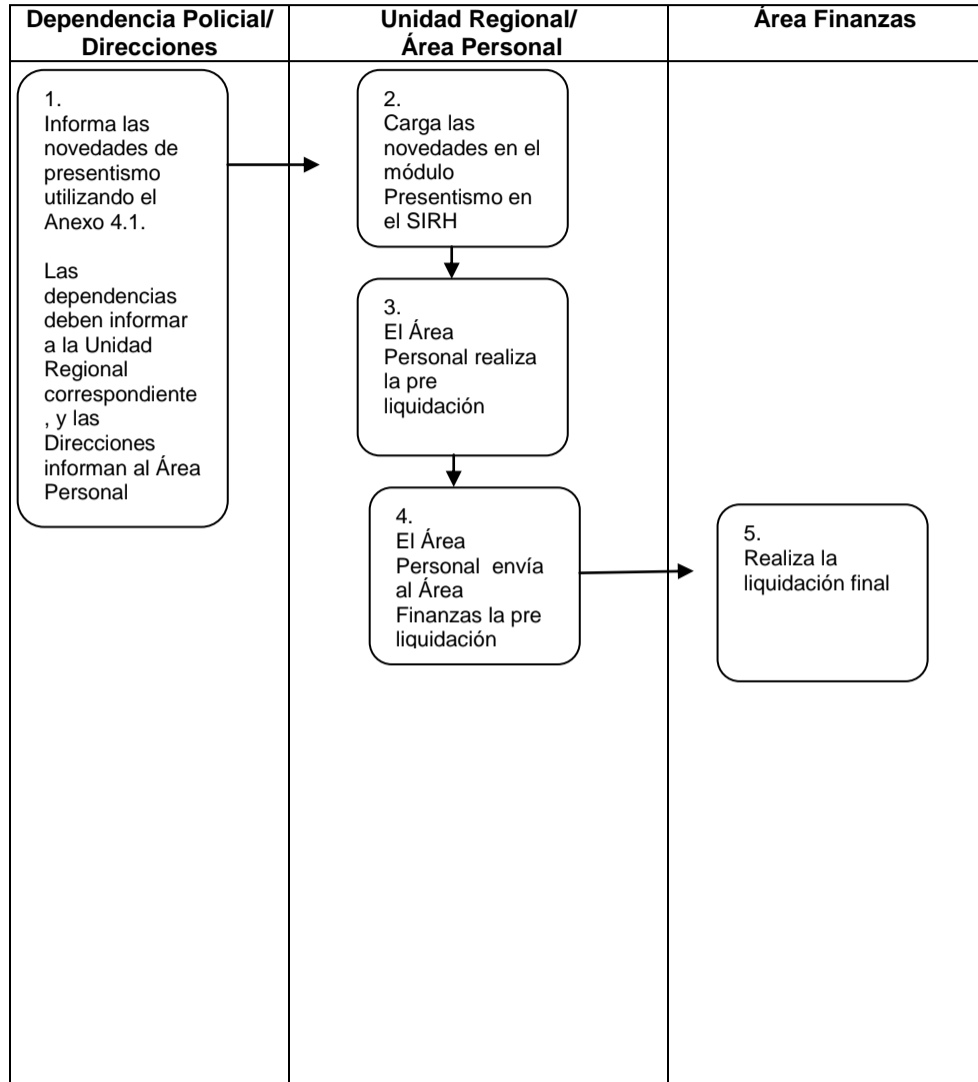 Dependencia Policial/
Direcciones
Unidad Regional/
Área Personal
Área Finanzas
1.
Informa las
novedades de
presentismo
utilizando el
Anexo 4.1.
Las
dependencias
deben informar
a la Unidad
Regional
correspondiente
, y las
Direcciones
informan al Área
Personal
2.
Carga las
novedades en el
módulo
Presentismo en
el SIRH
3.
El Área
Personal realiza
la pre
liquidación
4.
El Área
Personal envía
al Área
Finanzas la pre
liquidación
5.
Realiza la
liquidación final